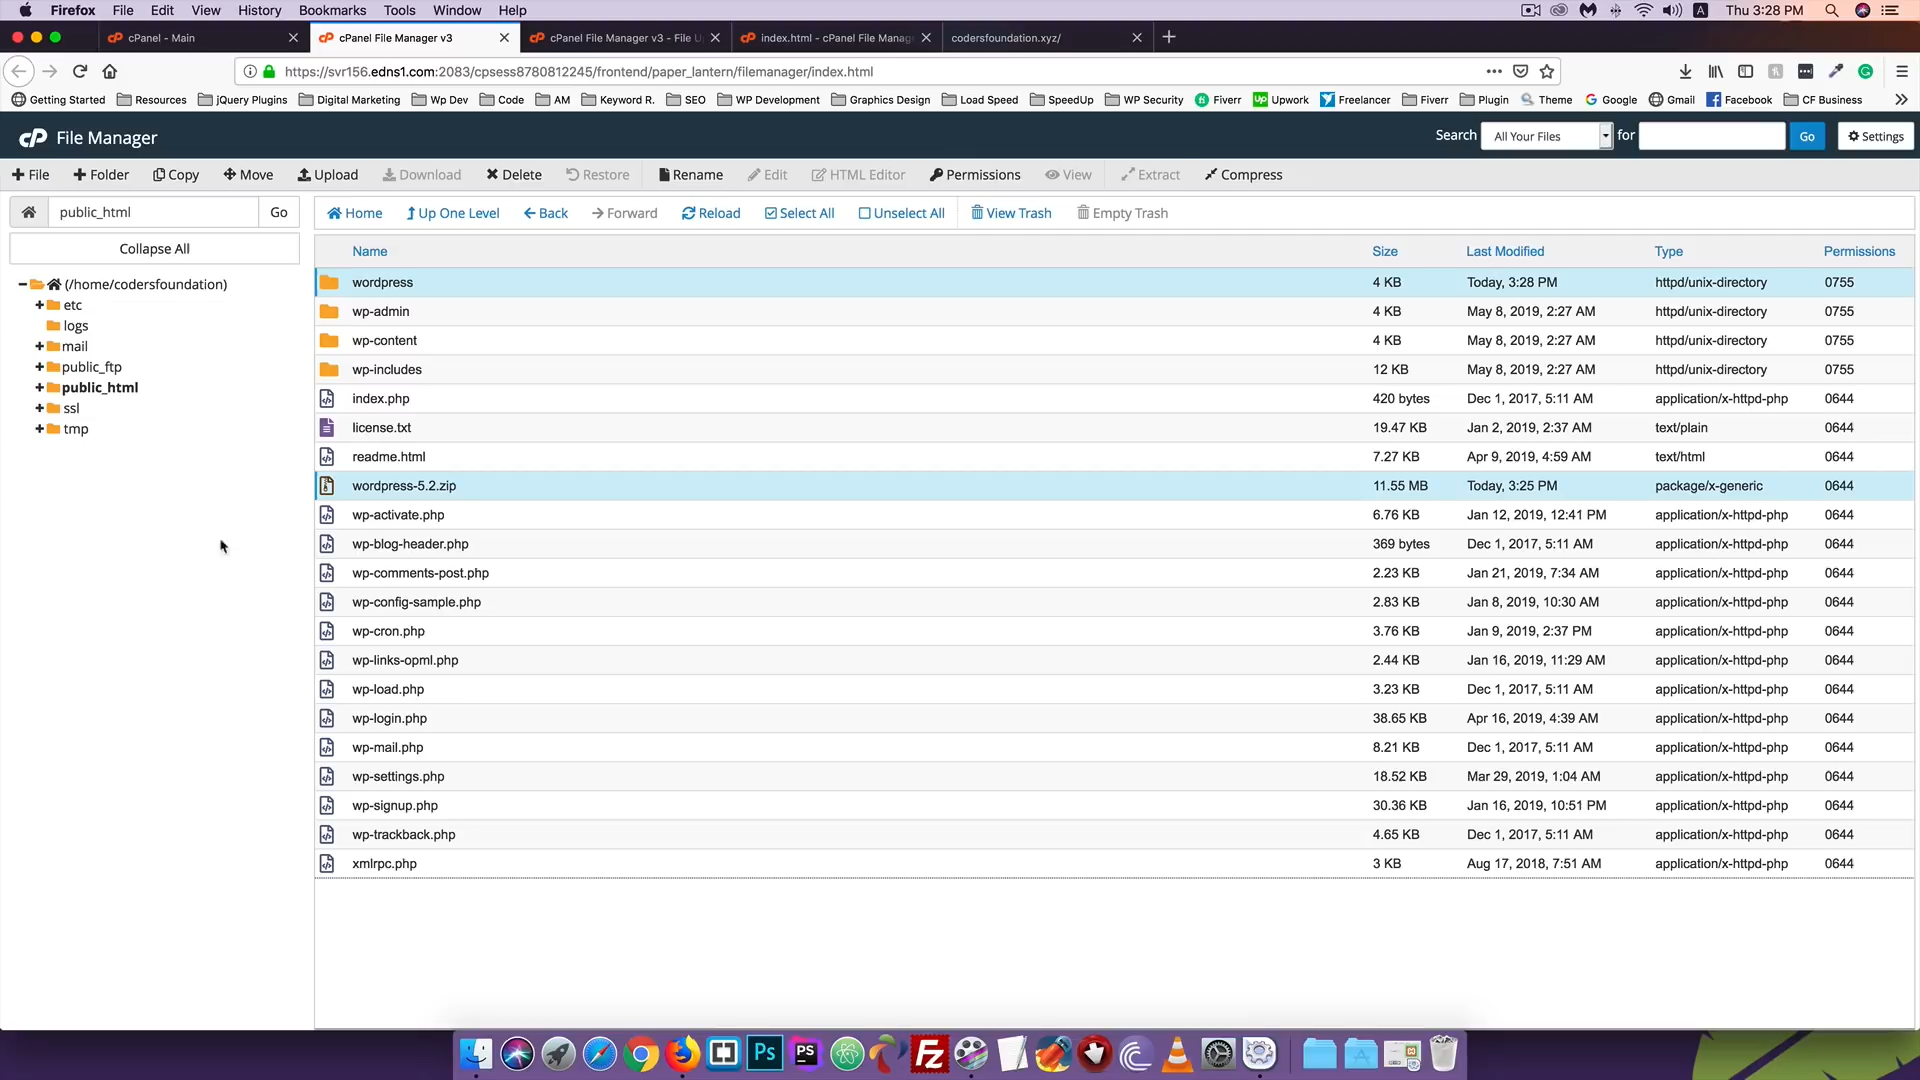 Firefox File Edit View History Bookmarks Tools Window Help A Thu 3:28 PM
cPanel - Main cPanel File Manager v3 cPanel File Manager v3 - File U index.html - cPanel File Manag codersfoundation.xyz/
https://svr156.edns1.com:2083/cpsess8780812245/frontend/paper_lantern/filemanager/index.html
Getting Started Resources jQuery Plugins Digital Marketing Wp Dev Code AM Keyword R. SEO WP Development Graphics Design Load Speed SpeedUp WP Security Fiverr Upwork Freelancer Fiverr Plugin Theme Google Gmail Facebook CF Business
cP File Manager Search All Your Files for Go Settings
File Folder Copy Move Upload Download Delete Restore Rename Edit HTML Editor Permissions View Extract Compress
public_html Go Home Up One Level Back Forward Reload Select All Unselect All View Trash Empty Trash
Collapse All
(/home/codersfoundation)
etc
logs
mail
public_ftp
public_html
ssl
tmp
Name Size Last Modified Type Permissions
wordpress 4 KB Today, 3:28 PM httpd/unix-directory 0755
wp-admin 4 KB May 8, 2019, 2:27 AM httpd/unix-directory 0755
wp-content 4 KB May 8, 2019, 2:27 AM httpd/unix-directory 0755
wp-includes 12 KB May 8, 2019, 2:27 AM httpd/unix-directory 0755
index.php 420 bytes Dec 1, 2017, 5:11 AM application/x-httpd-php 0644
license.txt 19.47 KB Jan 2, 2019, 2:37 AM text/plain 0644
readme.html 7.27 KB Apr 9, 2019, 4:59 AM text/html 0644
wordpress-5.2.zip 11.55 MB Today, 3:25 PM package/x-generic 0644
wp-activate.php 6.76 KB Jan 12, 2019, 12:41 PM application/x-httpd-php 0644
wp-blog-header.php 369 bytes Dec 1, 2017, 5:11 AM application/x-httpd-php 0644
wp-comments-post.php 2.23 KB Jan 21, 2019, 7:34 AM application/x-httpd-php 0644
wp-config-sample.php 2.83 KB Jan 8, 2019, 10:30 AM application/x-httpd-php 0644
wp-cron.php 3.76 KB Jan 9, 2019, 2:37 PM application/x-httpd-php 0644
wp-links-opml.php 2.44 KB Jan 16, 2019, 11:29 AM application/x-httpd-php 0644
wp-load.php 3.23 KB Dec 1, 2017, 5:11 AM application/x-httpd-php 0644
wp-login.php 38.65 KB Apr 16, 2019, 4:39 AM application/x-httpd-php 0644
wp-mail.php 8.21 KB Dec 1, 2017, 5:11 AM application/x-httpd-php 0644
wp-settings.php 18.52 KB Mar 29, 2019, 1:04 AM application/x-httpd-php 0644
wp-signup.php 30.36 KB Jan 16, 2019, 10:51 PM application/x-httpd-php 0644
wp-trackback.php 4.65 KB Dec 1, 2017, 5:11 AM application/x-httpd-php 0644
xmlrpc.php 3 KB Aug 17, 2018, 7:51 AM application/x-httpd-php 0644
Ps PS Fz